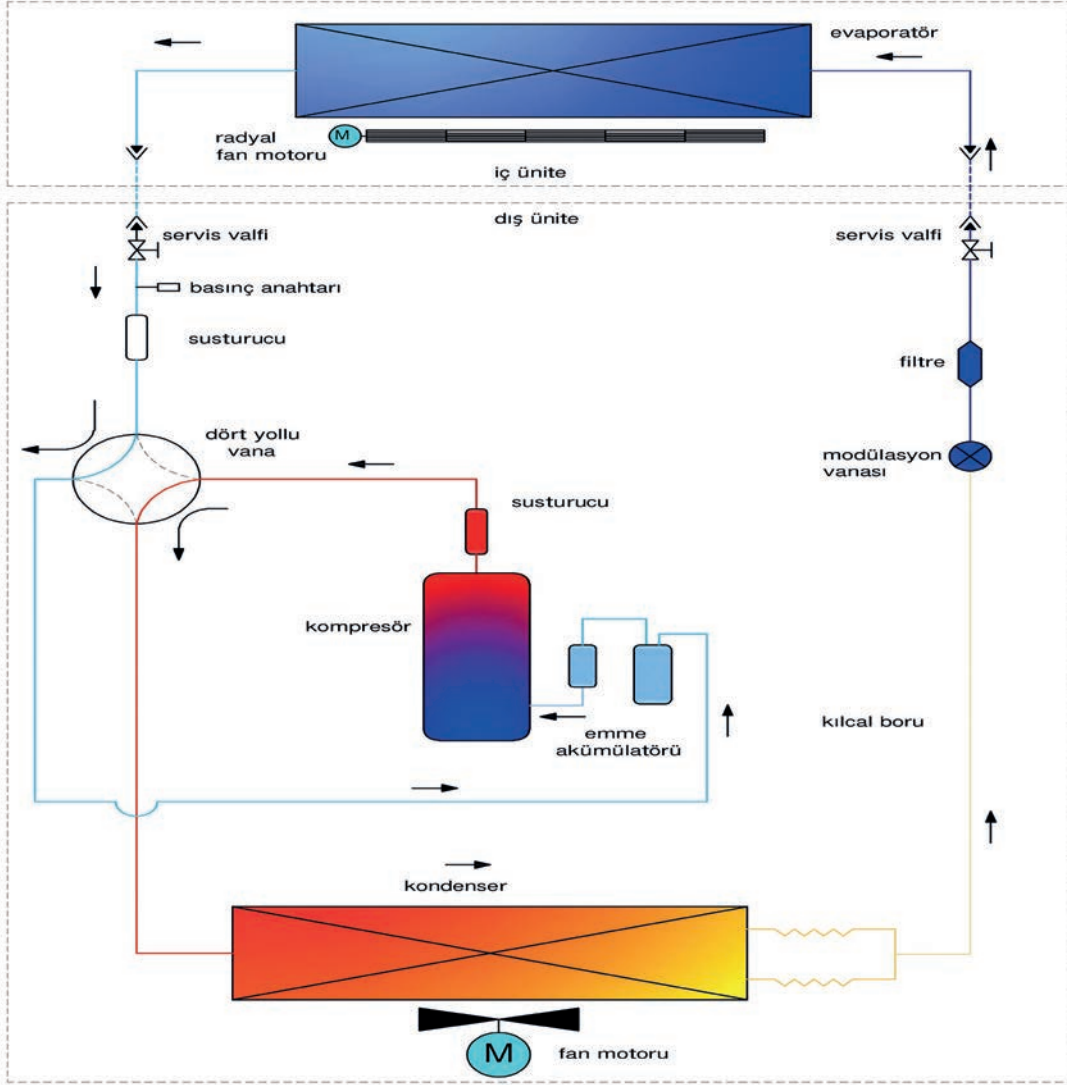 evaporatör
M
radyal
fan motoru
iç ünite
dış ünite
servis valfi
servis valfi
basınç anahtarı
susturucu
filtre
dört yollu
vana
modülasyon
vanası
susturucu
kompresör
emme
akümülatörü
kılcal boru
kondenser
M
fan motoru